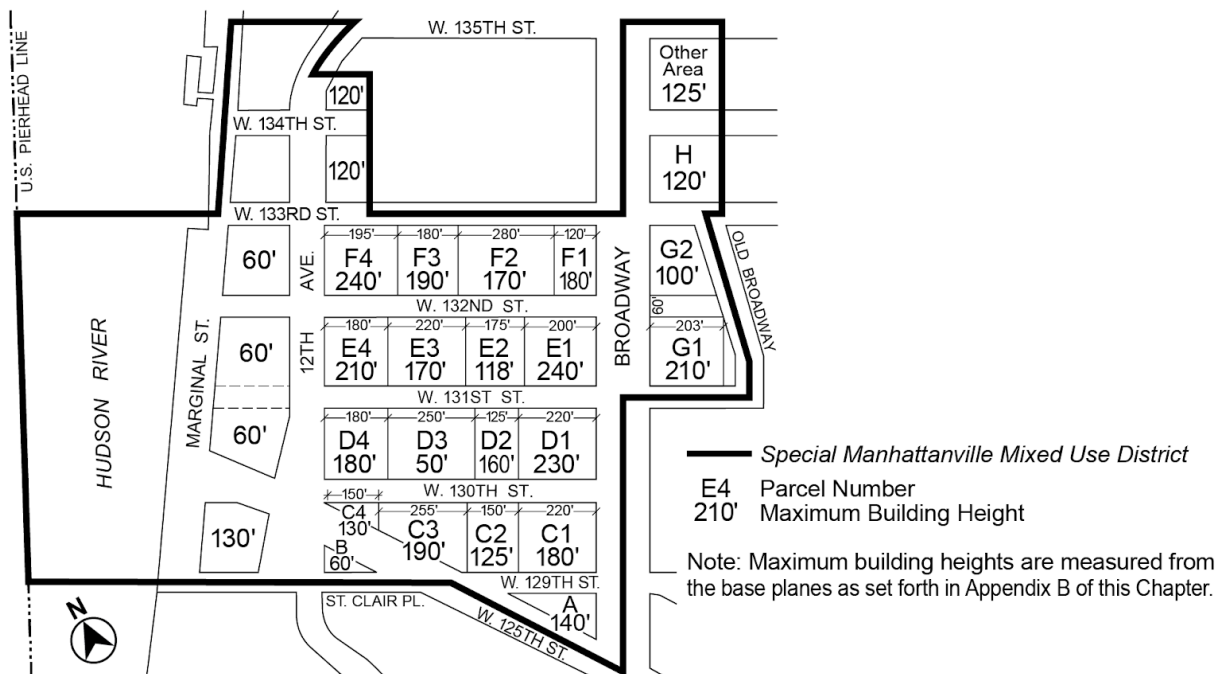 U.S. PIERHEAD LINE
W. 135TH ST.
Other
Area
125'
120'
W. 134TH ST.
120'
H
120'
W. 133RD ST.
60'
AVE.
195'
F4
240'
180'
F3
190'
280'
F2
170'
120'
F1
180'
BROADWAY
G2
100'
OLD BROADWAY
W. 132ND ST.
60'
HUDSON RIVER
MARGINAL ST.
60'
12TH
180'
E4
210'
220'
E3
170'
175'
E2
118'
200'
E1
240'
203'
G1
210'
W. 131ST ST.
60'
180'
D4
180'
250'
D3
50'
125'
D2
160'
220'
D1
230'
W. 130TH ST.
130'
150'
C4
130'
B
60'
255'
C3
190'
150'
C2
125'
220'
C1
180'
W. 129TH ST.
A
140'
ST. CLAIR PL.
W. 125TH ST.
N
Special Manhattanville Mixed Use District
E4 Parcel Number
210' Maximum Building Height
Note: Maximum building heights are measured from
the base planes as set forth in Appendix B of this Chapter.